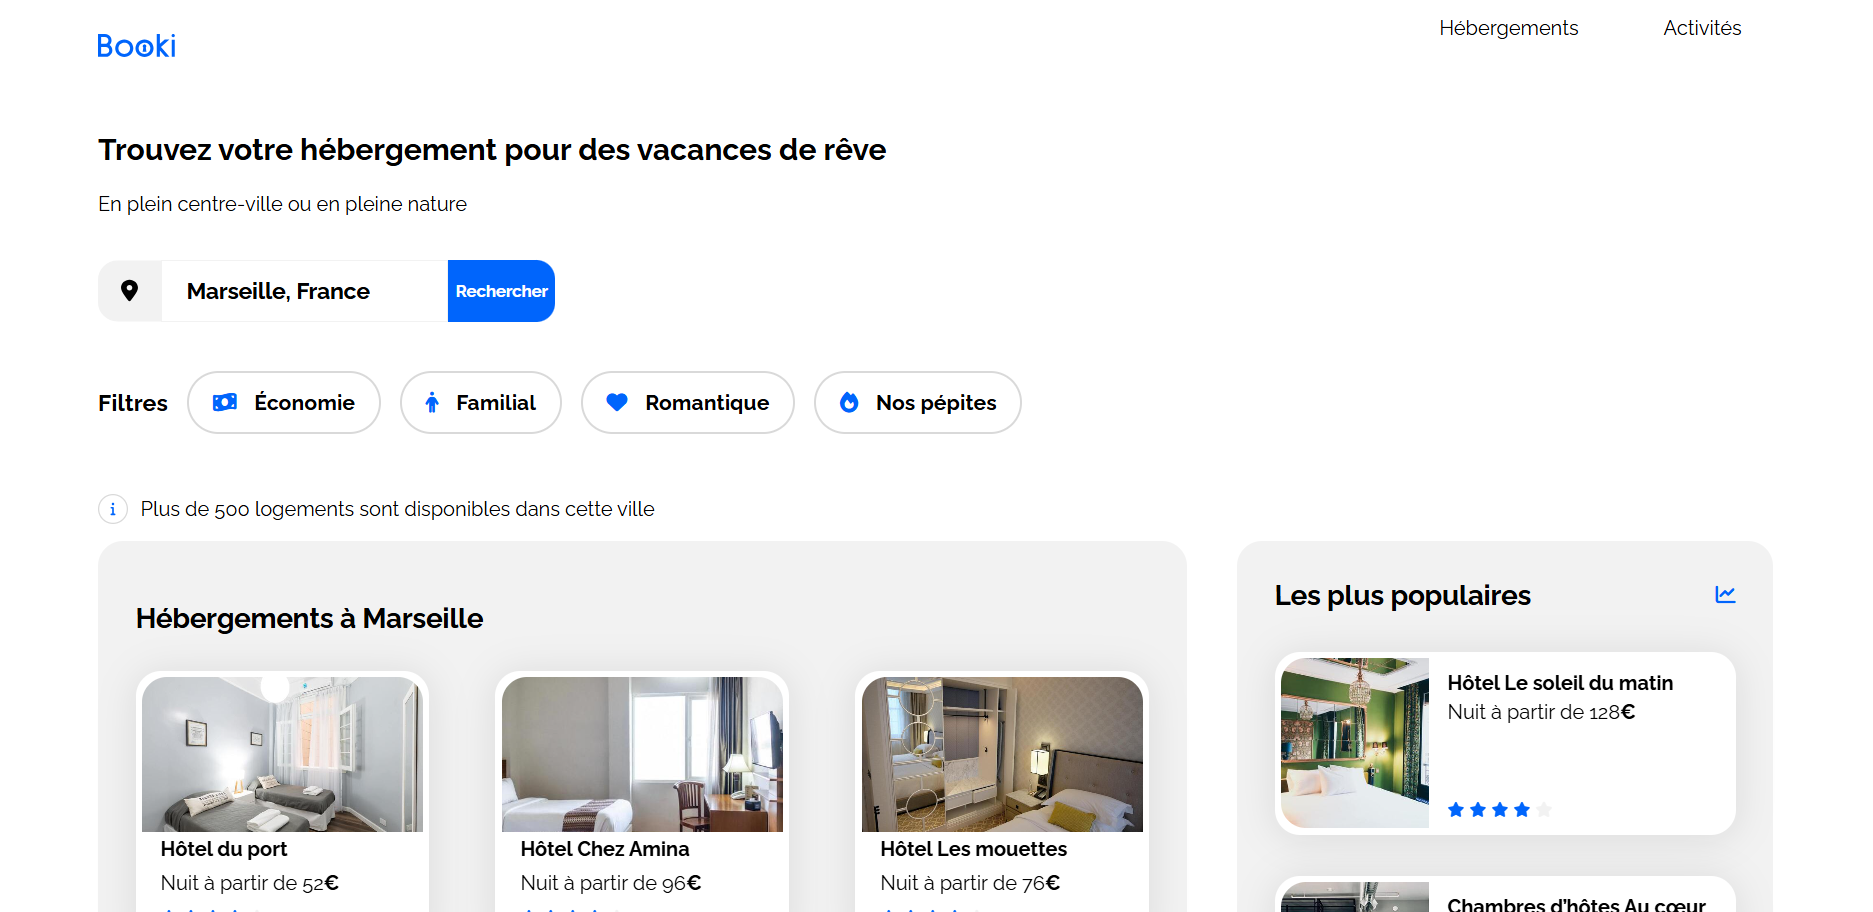 Booki
Hébergements
Activités
Trouvez votre hébergement pour des vacances de rêve
En plein centre-ville ou en pleine nature
Marseille, France
Rechercher
Filtres
Économie
Familial
Romantique
Nos pépites
Plus de 500 logements sont disponibles dans cette ville
Hébergements à Marseille
Hôtel du port
Nuit à partir de 52€
Hôtel Chez Amina
Nuit à partir de 96€
Hôtel Les mouettes
Nuit à partir de 76€
Les plus populaires
Hôtel Le soleil du matin
Nuit à partir de 128€
Chambres d’hôtes Au cœur